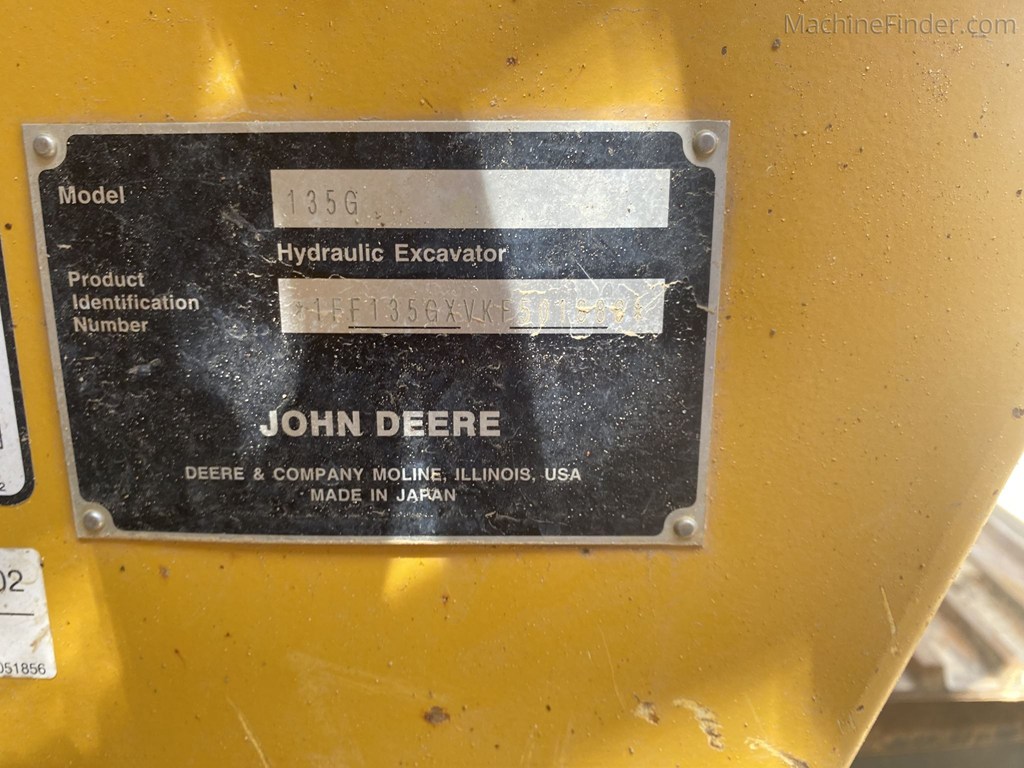 MachineFinder.com
Model
135G
Hydraulic Excavator
Product
Identification
Number
JOHN DEERE
DEERE & COMPANY MOLINE, ILLINOIS, USA
MADE IN JAPAN
02
051856
2